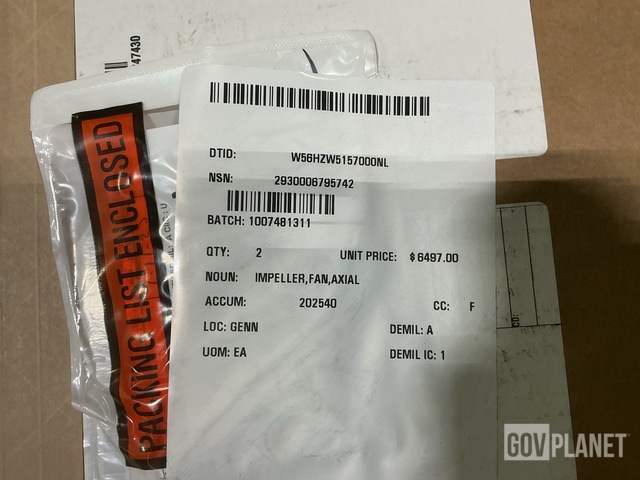 47430
PACKING LIST ENCLOSED
DTID: W56HZW5157000NL
NSN: 2930006795742
BATCH: 1007481311
QTY: 2 UNIT PRICE: $ 6497.00
NOUN: IMPELLER,FAN,AXIAL
ACCUM: 202540 CC: F
LOC: GENN DEMIL: A
UOM: EA DEMIL IC: 1
CD:
GOVPLANET